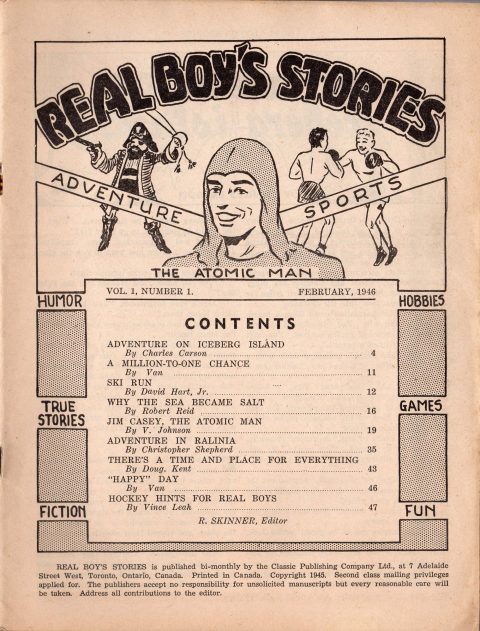 REAL BOY'S STORIES
ADVENTURE
SPORTS
THE ATOMIC MAN
HUMOR
HOBBIES
TRUE
STORIES
GAMES
FICTION
FUN
VOL. 1, NUMBER 1. FEBRUARY, 1946
CONTENTS
ADVENTURE ON ICEBERG ISLAND
By Charles Carson 4
A MILLION-TO-ONE CHANCE
By Van 11
SKI RUN
By David Hart, Jr. 12
WHY THE SEA BECAME SALT
By Robert Reid 16
JIM CASEY, THE ATOMIC MAN
By V. Johnson 19
ADVENTURE IN RALINIA
By Christopher Shepherd 35
THERE'S A TIME AND PLACE FOR EVERYTHING
By Doug. Kent 43
"HAPPY" DAY
By Van 46
HOCKEY HINTS FOR REAL BOYS
By Vince Leah 47
R. SKINNER, Editor
REAL BOY'S STORIES is published bi-monthly by the Classic Publishing Company Ltd., at 7 Adelaide
Street West, Toronto, Ontario, Canada. Printed in Canada. Copyright 1945. Second class mailing privileges
applied for. The publishers accept no responsibility for unsolicited manuscripts but every reasonable care will
be taken. Address all contributions to the editor.